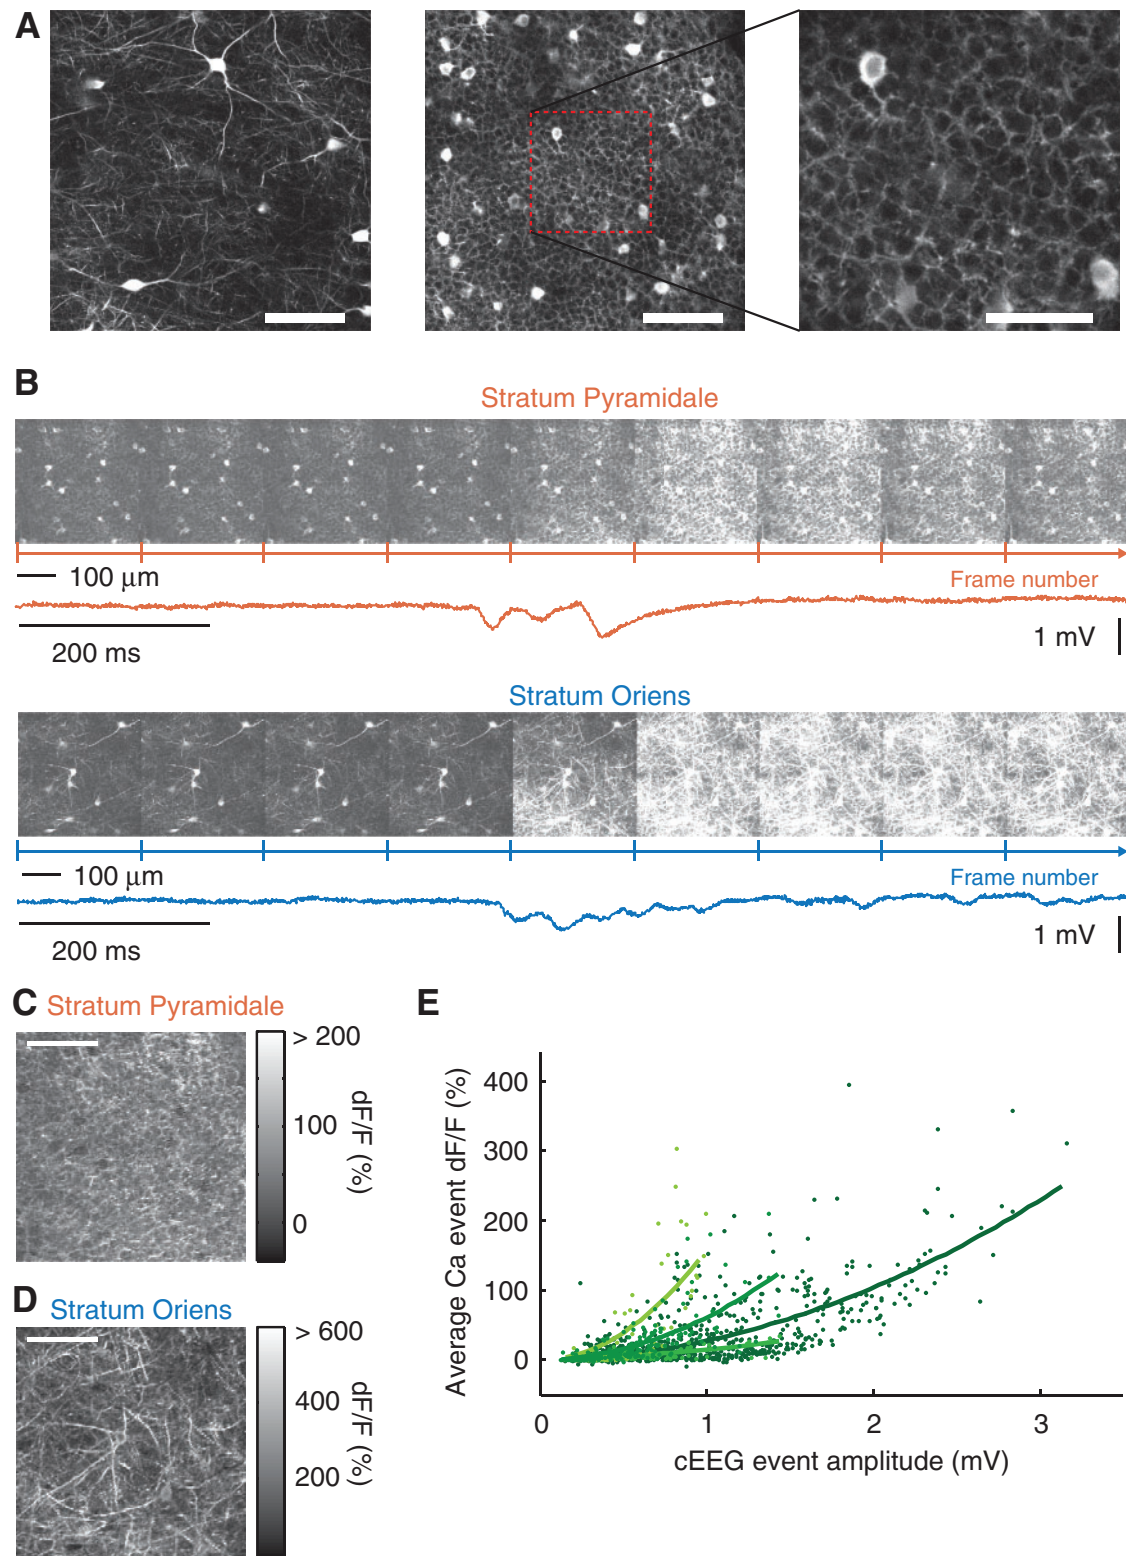 A
B
Stratum Pyramidale
100 μm
Frame number
200 ms
1 mV
Stratum Oriens
100 μm
Frame number
200 ms
1 mV
C Stratum Pyramidale
> 200
100
0
dF/F (%)
D Stratum Oriens
> 600
400
200
dF/F (%)
E
Average Ca event dF/F (%)
400
300
200
100
0
0 1 2 3
cEEG event amplitude (mV)